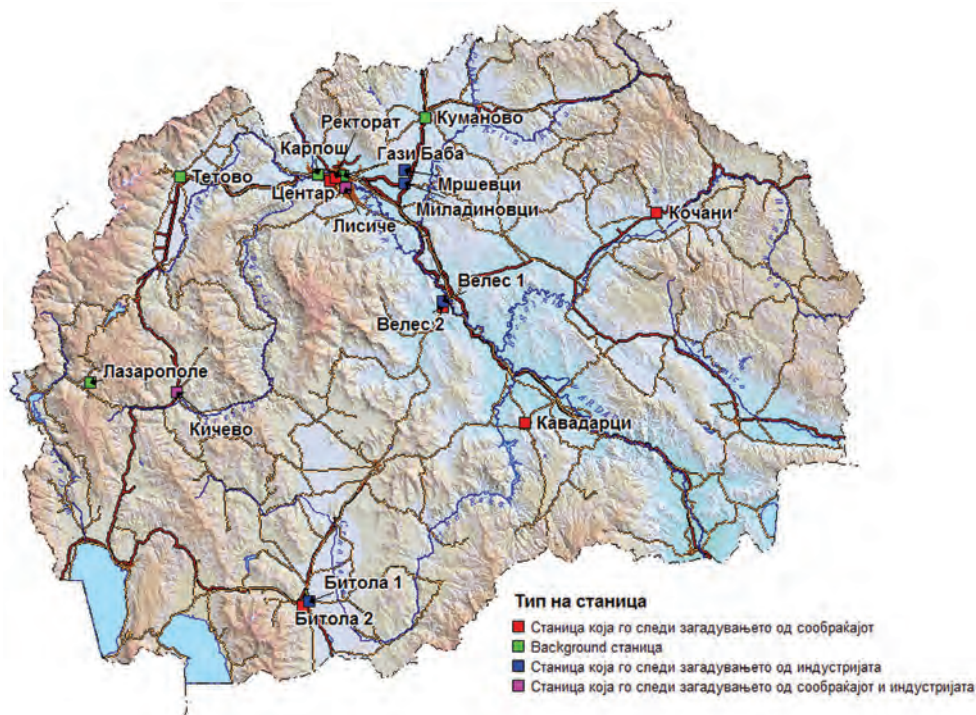 Ректорат
Куманово
Карпош
Гази Баба
Тетово
Мршевци
Центар
Миладиновци
Кочани
Лисиче
Велес 1
Велес 2
Лазарополе
Кавадарци
Кичево
Битола 1
Битола 2
Тип на станица
Станица која го следи загадувањето од сообраќајот
Background станица
Станица која го следи загадувањето од индустријата
Станица која го следи загадувањето од сообраќајот и индустријата